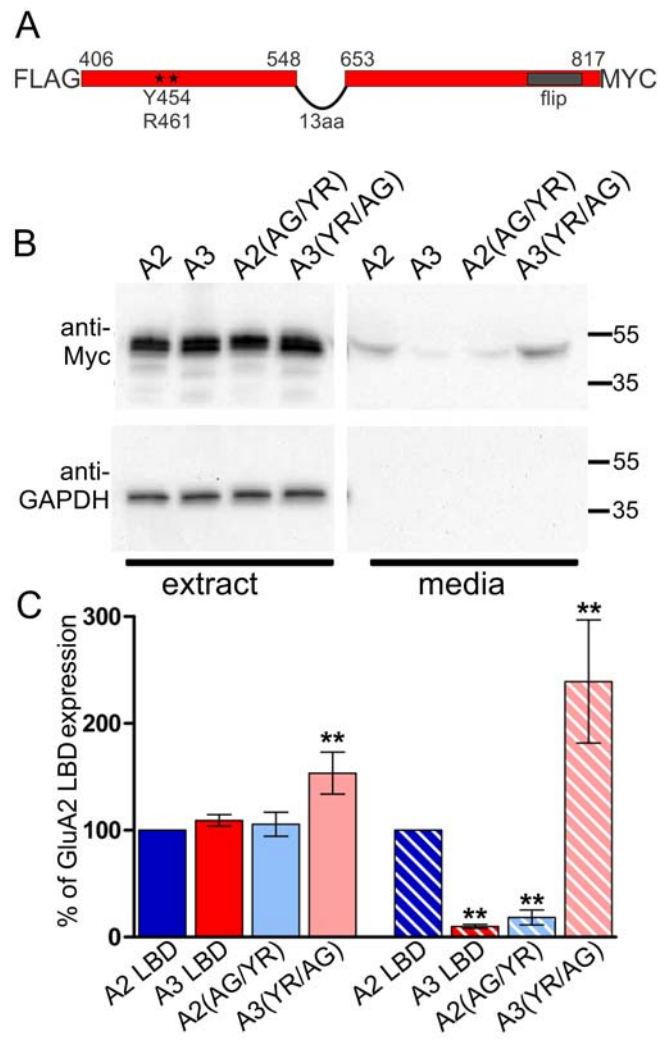 A
406 548 653 817
FLAG MYC
Y454
R461 13aa flip
B
A2 A3 A2(AG/YR) A3(YR/AG) A2 A3 A2(AG/YR) A3(YR/AG)
anti-
Myc
55
35
anti-
GAPDH
55
35
extract media
C
% of GluA2 LBD expression
300
200
100
0
** ** ** **
A2 LBD A3 LBD A2(AG/YR) A3(YR/AG) A2 LBD A3 LBD A2(AG/YR) A3(YR/AG)